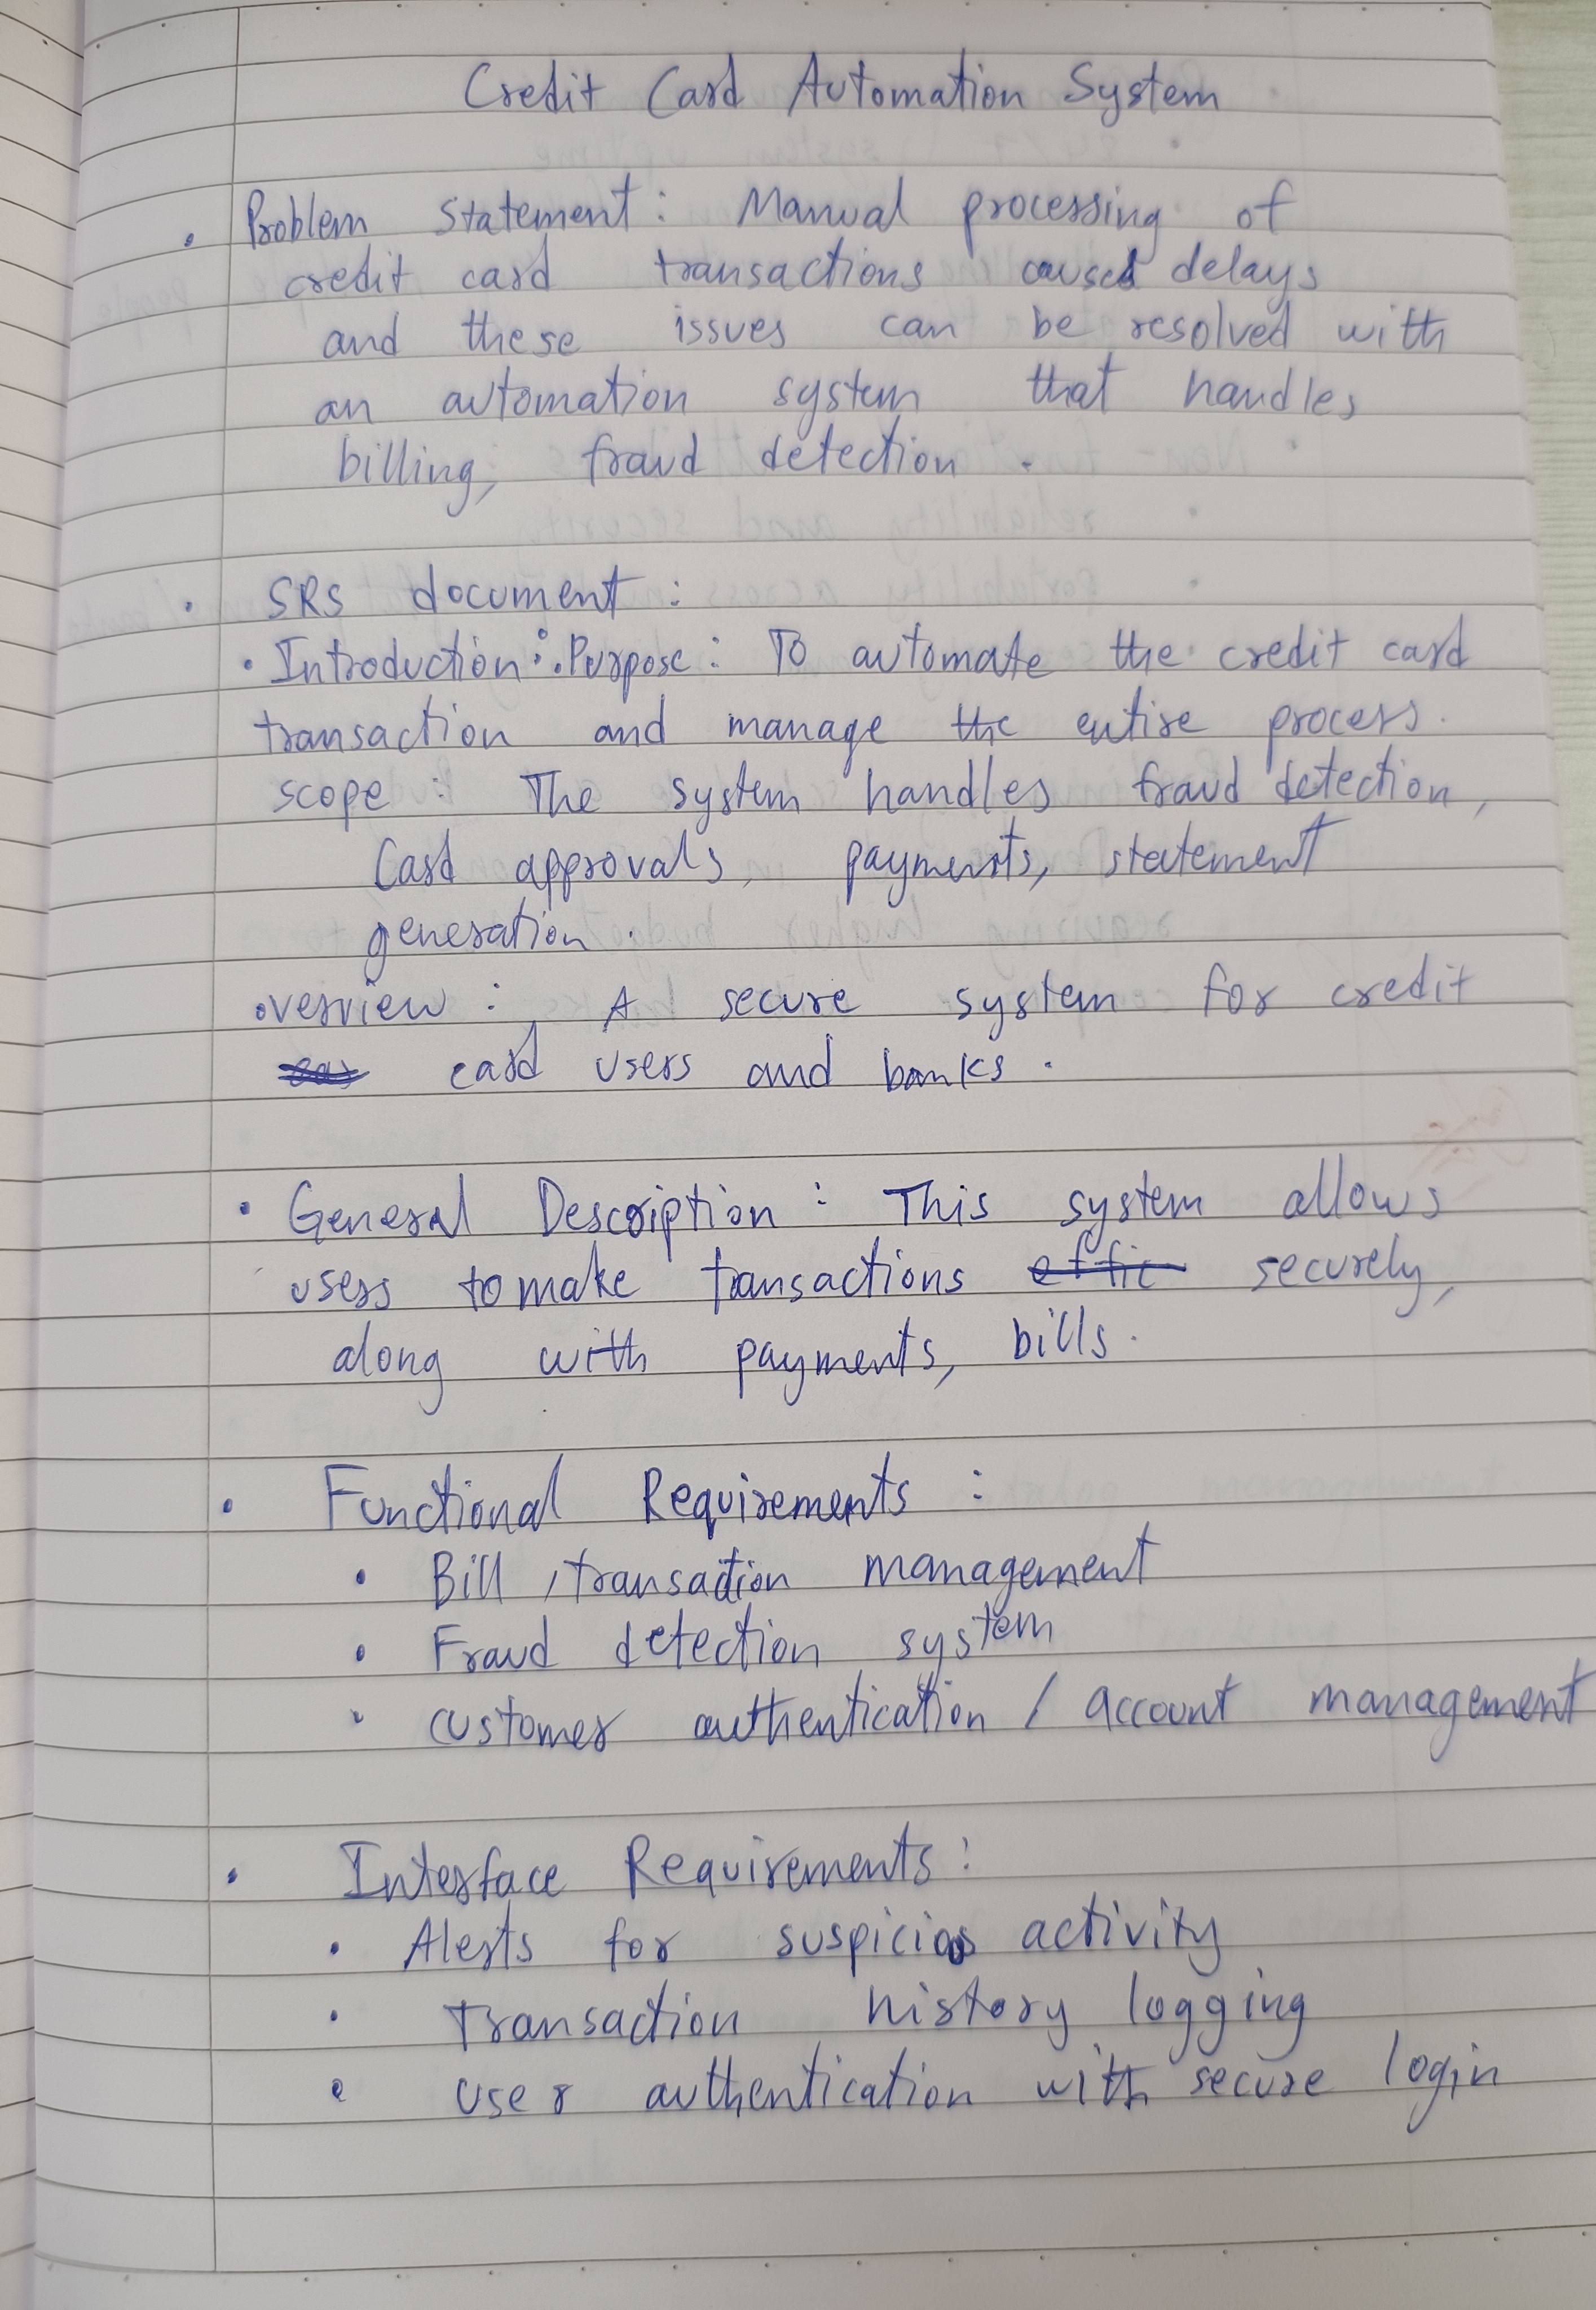 Credit Card Automation System
• Problem Statement : Manual processing of
credit card transactions caused delays
and these issues can be resolved with
an automation system that handles
billing, fraud detection .
• SRS document :
• Introduction : • Purpose : To automate the credit card
transaction and manage the entire process.
scope : The system handles fraud detection,
Card approvals, payments, statement
generation .
overview : A secure system for credit
card users and banks .
• General Description : This system allows
users to make transactions effic securely,
along with payments, bills.
• Functional Requirements :
• Bill / transaction management
• Fraud detection system
• customer authentication / account management
• Interface Requirements :
• Alerts for suspicios activity
• Transaction history logging
• user authentication with secure login